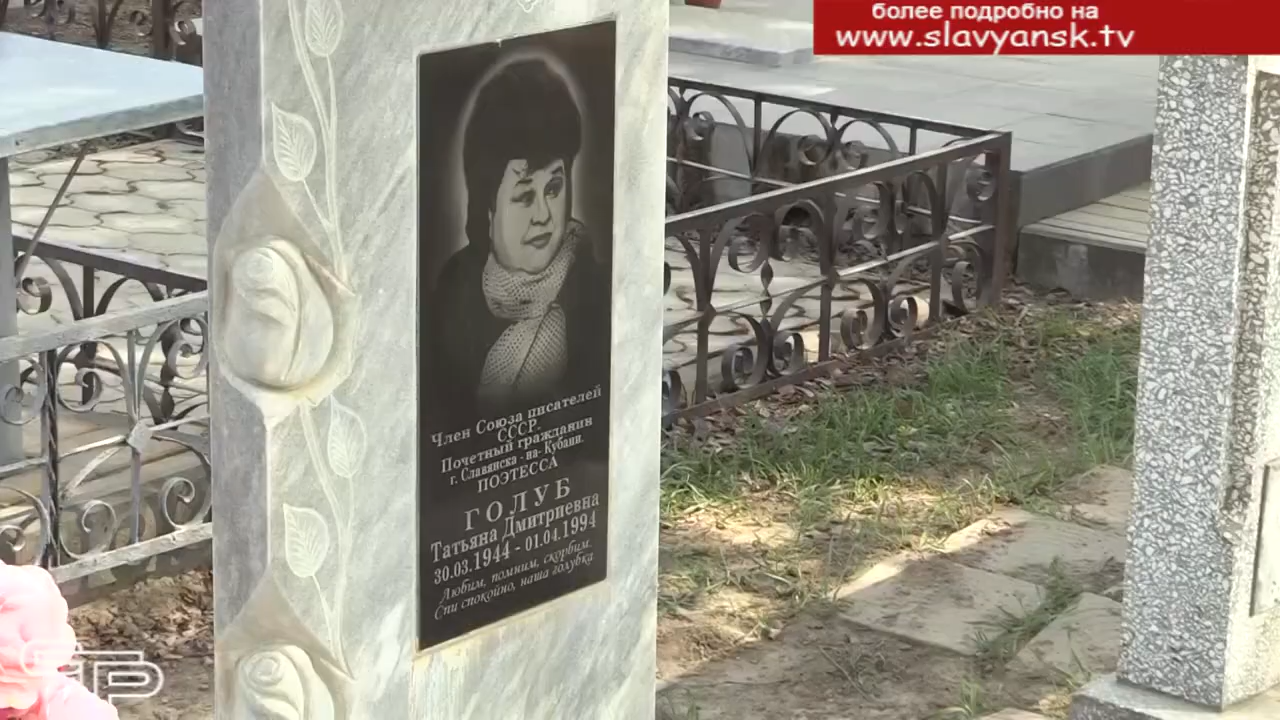 более подробно на
www.slavyansk.tv
Член Союза писателей
СССР.
Почетный гражданин
г. Славянска - на- Кубани.
ПОЭТЕССА
ГОЛУБ
Татьяна Дмитриевна
30.03.1944 - 01.04.1994
Любим, помним, скорбим.
Спи спокойно, наша голубка